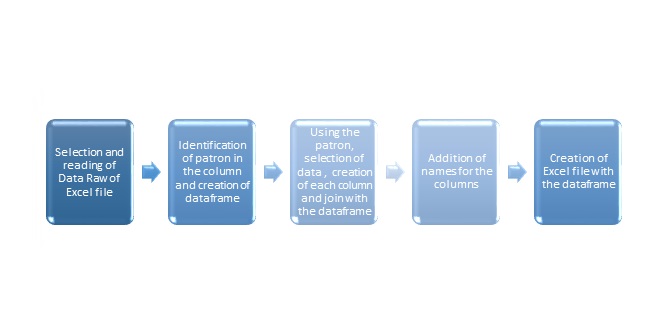 Selection and
reading of
Data Raw of
Excel file
Identification
of patron in
the column
and creation of
dataframe
Using the
patron,
selection of
data , creation
of each column
and join with
the dataframe
Addition of
names for the
columns
Creation of
Excel file with
the dataframe